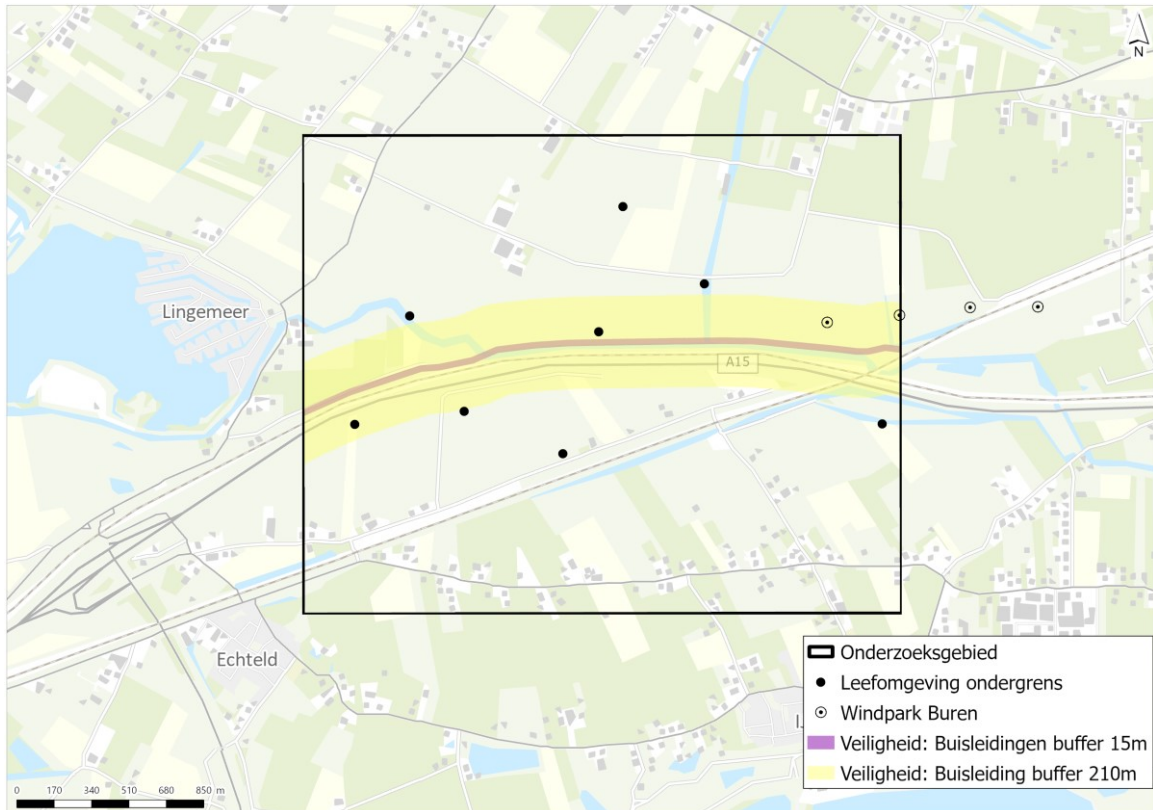 N
Lingemeer
A15
Echteld
Onderzoeksgebied
Leefomgeving ondergrens
Windpark Buren
Veiligheid: Buisleidingen buffer 15m
Veiligheid: Buisleiding buffer 210m
0 170 340 510 680 850 m